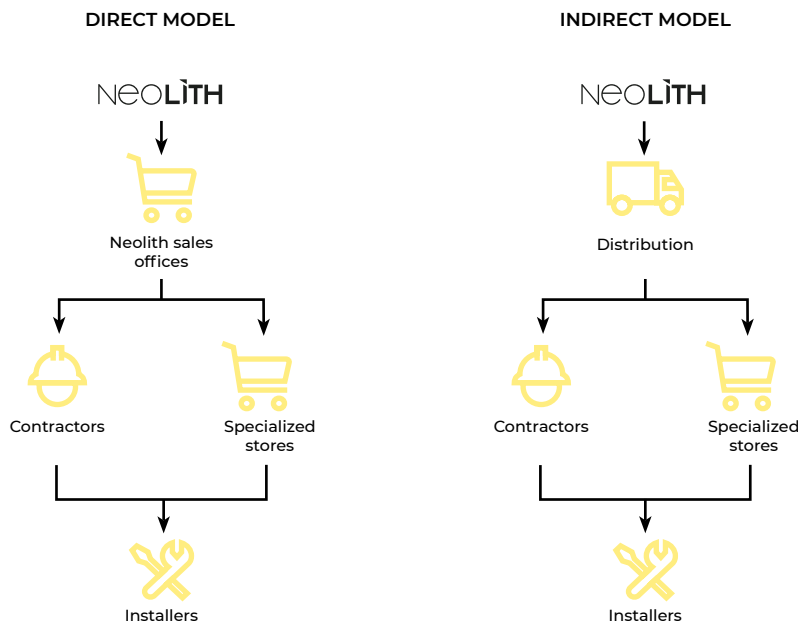 DIRECT MODEL
NEOLITH
Neolith sales
offices
Contractors
Specialized
stores
Installers
INDIRECT MODEL
NEOLITH
Distribution
Contractors
Specialized
stores
Installers